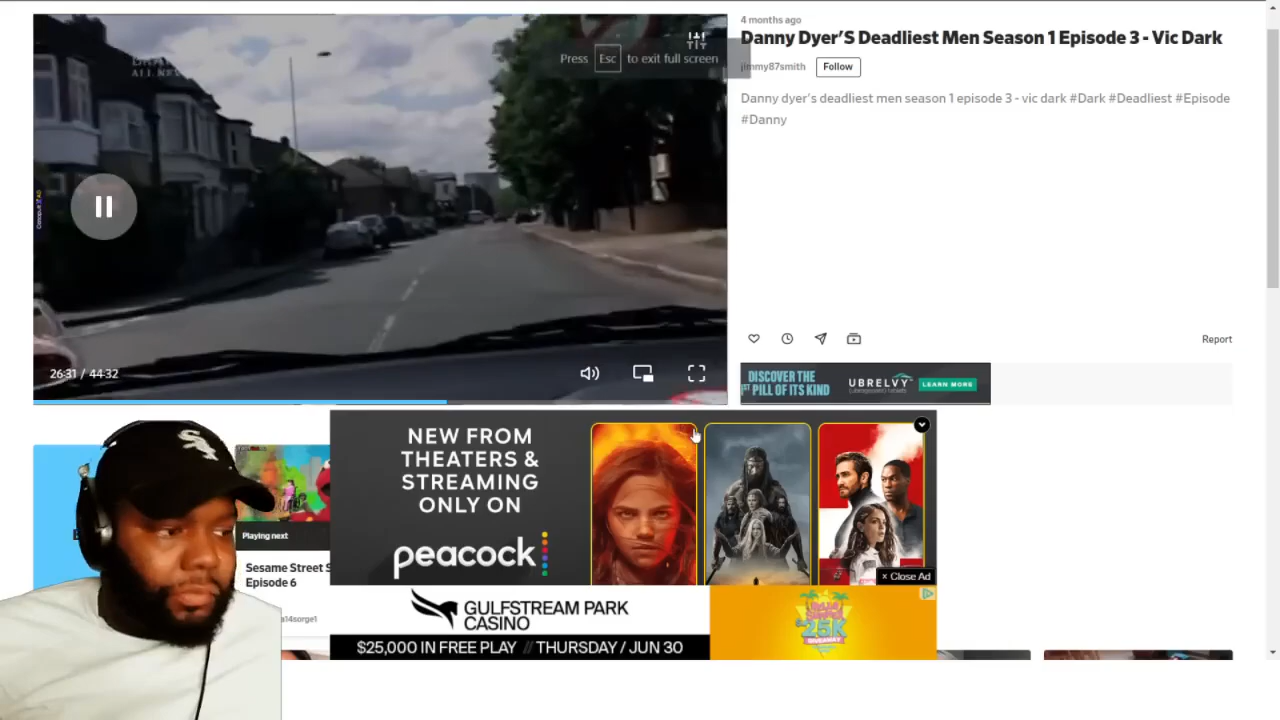 4 months ago
Danny Dyer'S Deadliest Men Season 1 Episode 3 - Vic Dark
jimmy87smith
Follow
Danny dyer's deadliest men season 1 episode 3 - vic dark #Dark #Deadliest #Episode
#Danny
Press Esc to exit full screen
26:31 / 44:32
Report
DISCOVER THE
1ST PILL OF ITS KIND
UBRELVY
LEARN MORE
NEW FROM
THEATERS &
STREAMING
ONLY ON
peacock
× Close Ad
Playing next
Sesame Street S
Episode 6
a14sorge1
GULFSTREAM PARK
CASINO
$25,000 IN FREE PLAY // THURSDAY / JUN 30
25K
GIVEAWAY